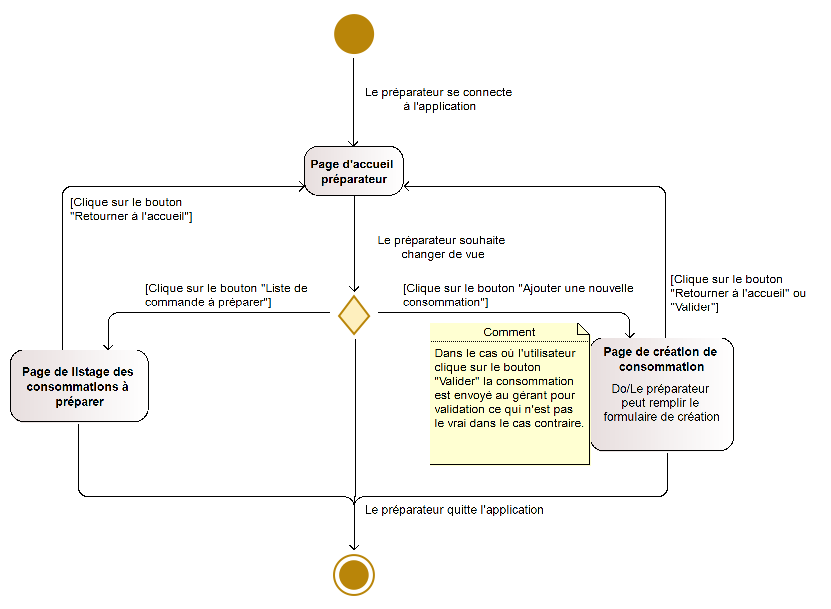 Le préparateur se connecte
à l'application
Page d'accueil
préparateur
[Clique sur le bouton
"Retourner à l'accueil"]
Le préparateur souhaite
changer de vue
[Clique sur le bouton "Liste de
commande à préparer"]
[Clique sur le bouton "Ajouter une nouvelle
consommation"]
[Clique sur le bouton
"Retourner à l'accueil" ou
"Valider"]
Comment
Dans le cas où l'utilisateur
clique sur le bouton
"Valider" la consommation
est envoyé au gérant pour
validation ce qui n'est pas
le vrai dans le cas contraire.
Page de listage des
consommations à
préparer
Page de création de
consommation
Do/Le préparateur
peut remplir le
formulaire de création
Le préparateur quitte l'application